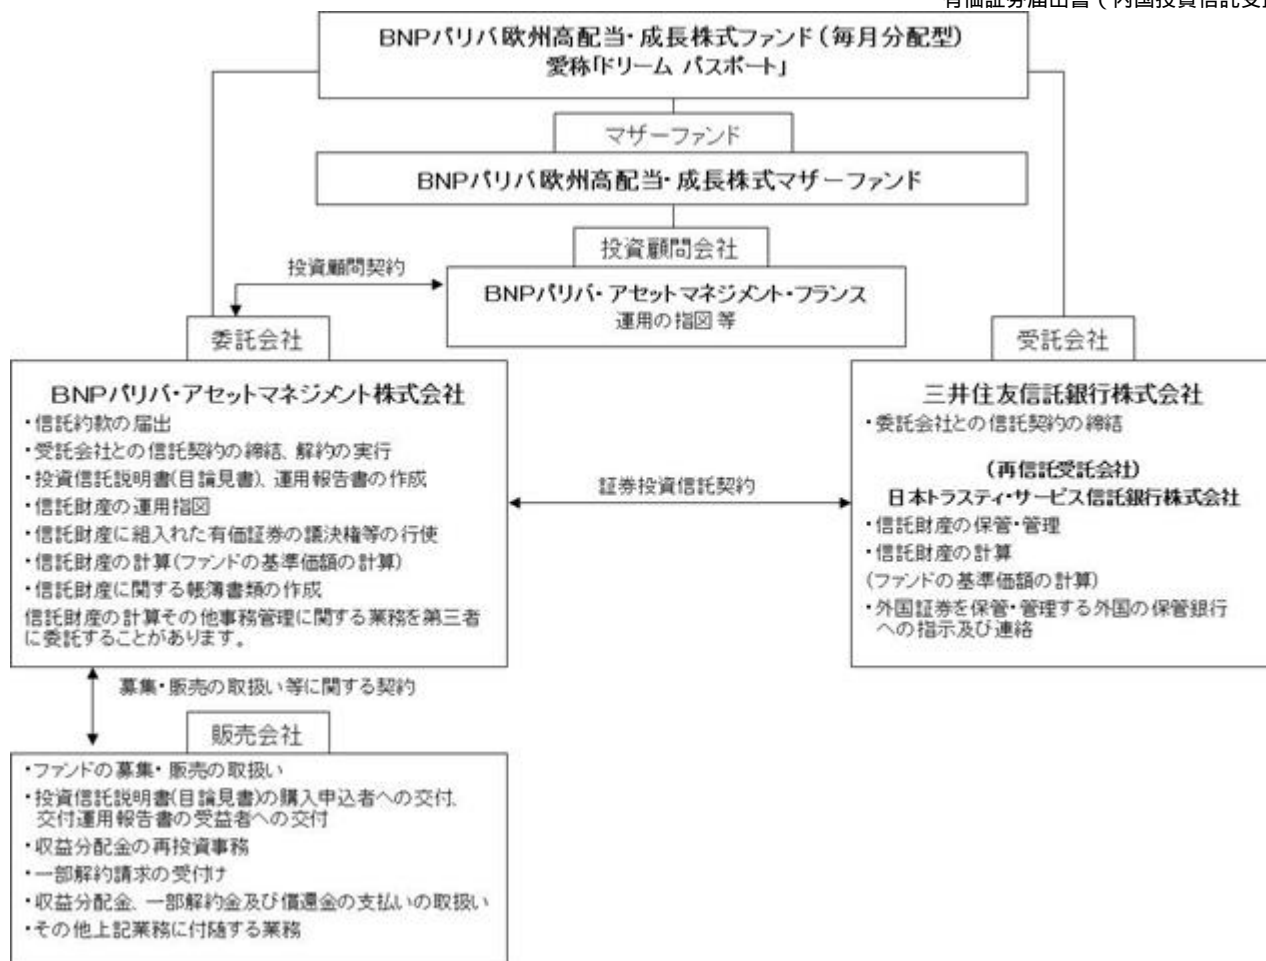 有価証券届出書(内国投資信託受
BNPパリバ欧州高配当・成長株式ファンド(毎月分配型)
愛称「ドリーム パスポート」
マザーファンド
BNPパリバ欧州高配当・成長株式マザーファンド
投資顧問会社
投資顧問契約
BNPパリバ・アセットマネジメント・フランス
運用の指図等
委託会社
受託会社
BNPパリバ・アセットマネジメント株式会社
・信託約款の届出
・受託会社との信託契約の締結、解約の実行
・投資信託説明書(目論見書)、運用報告書の作成
・信託財産の運用指図
・信託財産に組入れた有価証券の議決権等の行使
・信託財産の計算(ファンドの基準価額の計算)
・信託財産に関する帳簿書類の作成
信託財産の計算その他事務管理に関する業務を第三者
に委託することがあります。
証券投資信託契約
三井住友信託銀行株式会社
・委託会社との信託契約の締結
(再信託受託会社)
日本トラスティ・サービス信託銀行株式会社
・信託財産の保管・管理
・信託財産の計算
(ファンドの基準価額の計算)
・外国証券を保管・管理する外国の保管銀行
への指示及び連絡
募集・販売の取扱い等に関する契約
販売会社
・ファンドの募集・販売の取扱い
・投資信託説明書(目論見書)の購入申込者への交付、
交付運用報告書の受益者への交付
・収益分配金の再投資事務
・一部解約請求の受付け
・収益分配金、一部解約金及び償還金の支払いの取扱い
・その他上記業務に付随する業務